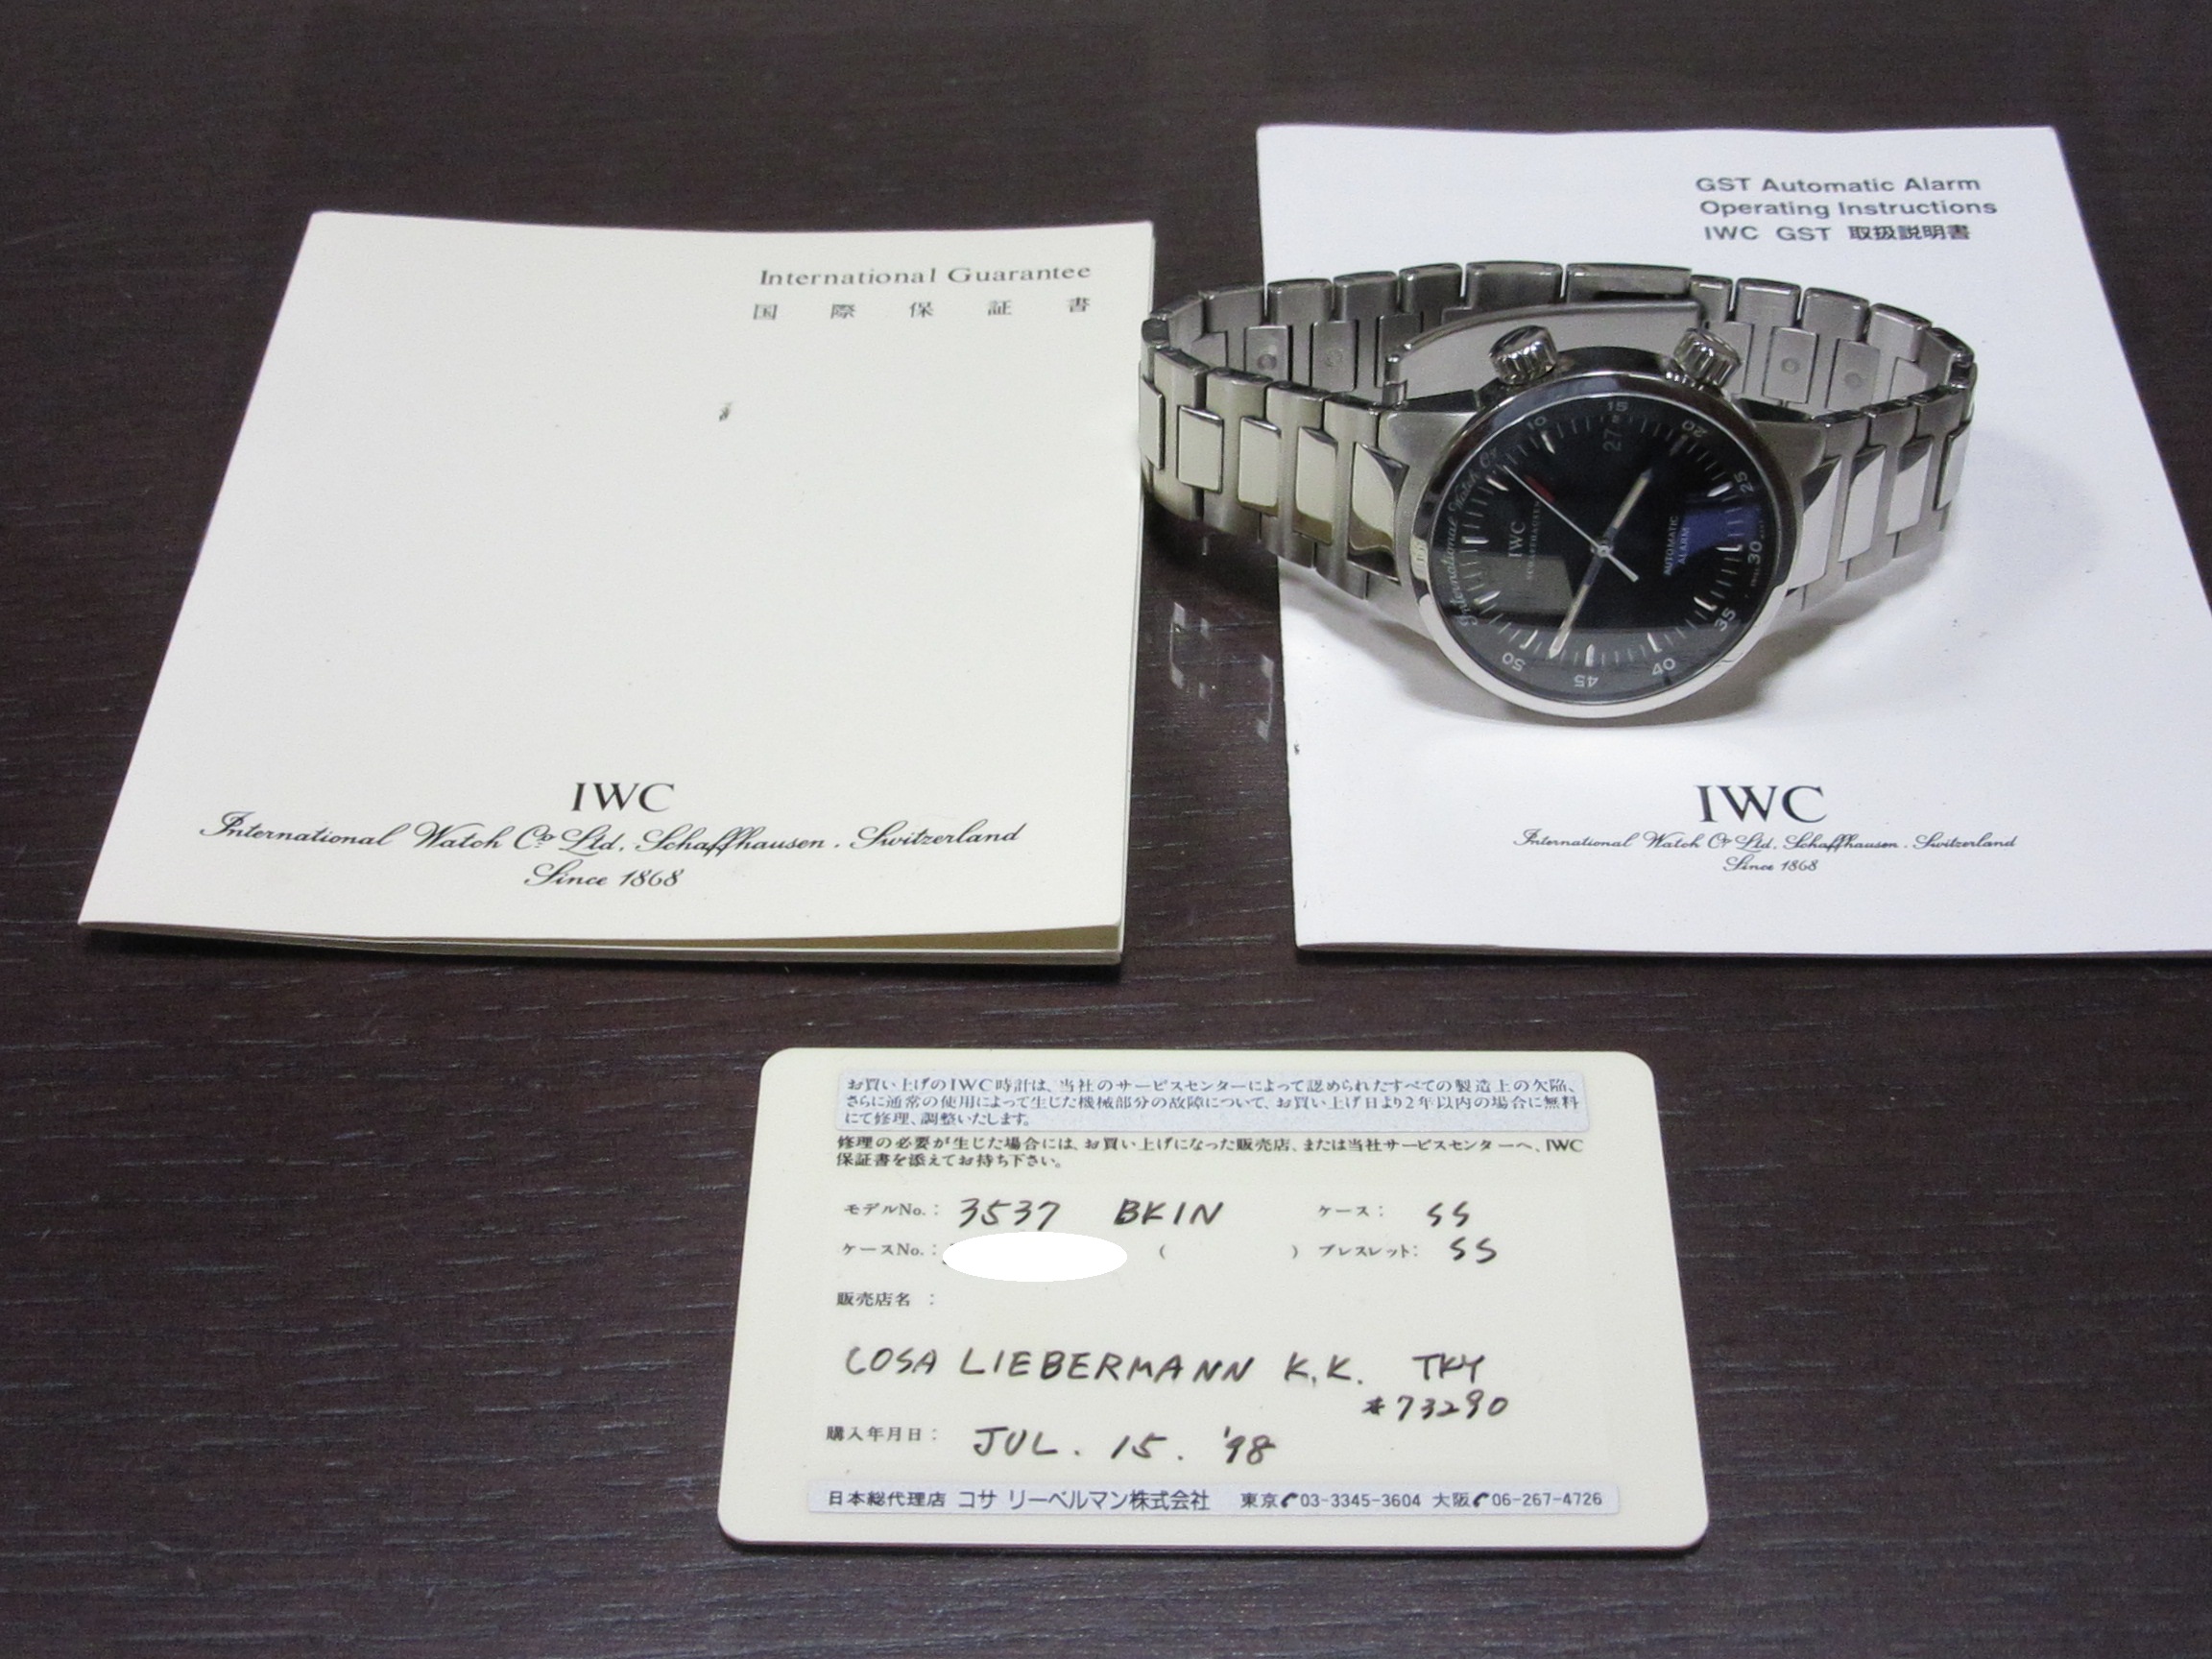 International Guarantee
国際保証書
IWC
International Watch Co. Ltd. Schaffhausen. Switzerland
Since 1868
GST Automatic Alarm
Operating Instructions
IWC GST 取扱説明書
International Watch Co.
IWC
SCHAFFHAUSEN
AUTOMATIC
ALARM
27
10
15
20
25
30
35
40
45
50
IWC
International Watch Co. Ltd. Schaffhausen. Switzerland
Since 1868
お買い上げのIWC時計は、当社のサービスセンターによって認められたすべての製造上の欠陥、
さらに通常の使用によって生じた機械部分の故障について、お買い上げ日より2年以内の場合に無料
にて修理、調整いたします。
修理の必要が生じた場合には、お買い上げになった販売店、または当社サービスセンターへ、IWC
保証書を添えてお持ち下さい。
モデルNo.: 3537 BKIN ケース: SS
ケースNo.: ( ) ブレスレット: SS
販売店名 :
COSA LIEBERMANN K.K. TKY
#73290
購入年月日: JUL. 15. '98
日本総代理店 コサ リーベルマン株式会社 東京✆03-3345-3604 大阪✆06-267-4726